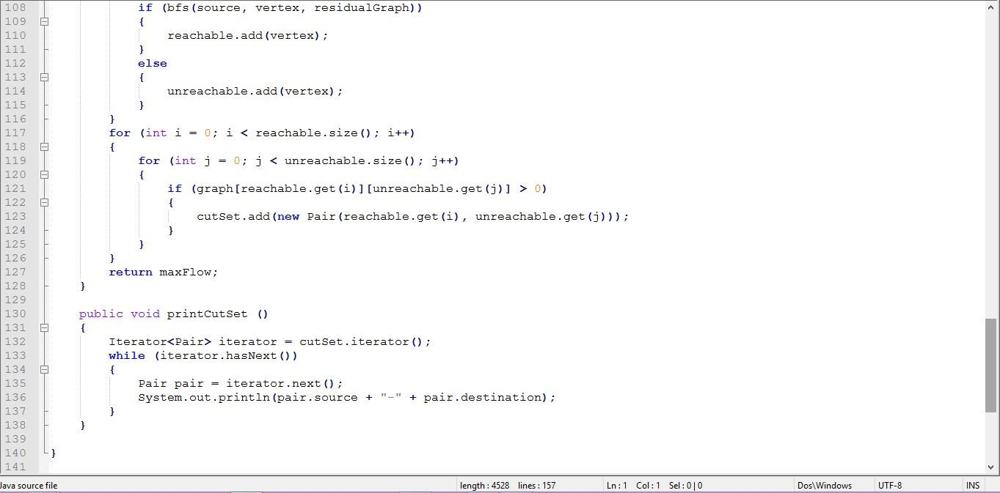 108 if (bfs(source, vertex, residualGraph))
109 {
110 reachable.add(vertex);
111 }
112 else
113 {
114 unreachable.add(vertex);
115 }
116 }
117 for (int i = 0; i < reachable.size(); i++)
118 {
119 for (int j = 0; j < unreachable.size(); j++)
120 {
121 if (graph[reachable.get(i)][unreachable.get(j)] > 0)
122 {
123 cutSet.add(new Pair(reachable.get(i), unreachable.get(j)));
124 }
125 }
126 }
127 return maxFlow;
128 }
129
130 public void printCutSet ()
131 {
132 Iterator<Pair> iterator = cutSet.iterator();
133 while (iterator.hasNext())
134 {
135 Pair pair = iterator.next();
136 System.out.println(pair.source + "-" + pair.destination);
137 }
138 }
139
140 }
141
Java source file length : 4528 lines : 157 Ln : 1 Col : 1 Sel : 0 | 0 Dos\Windows UTF-8 INS